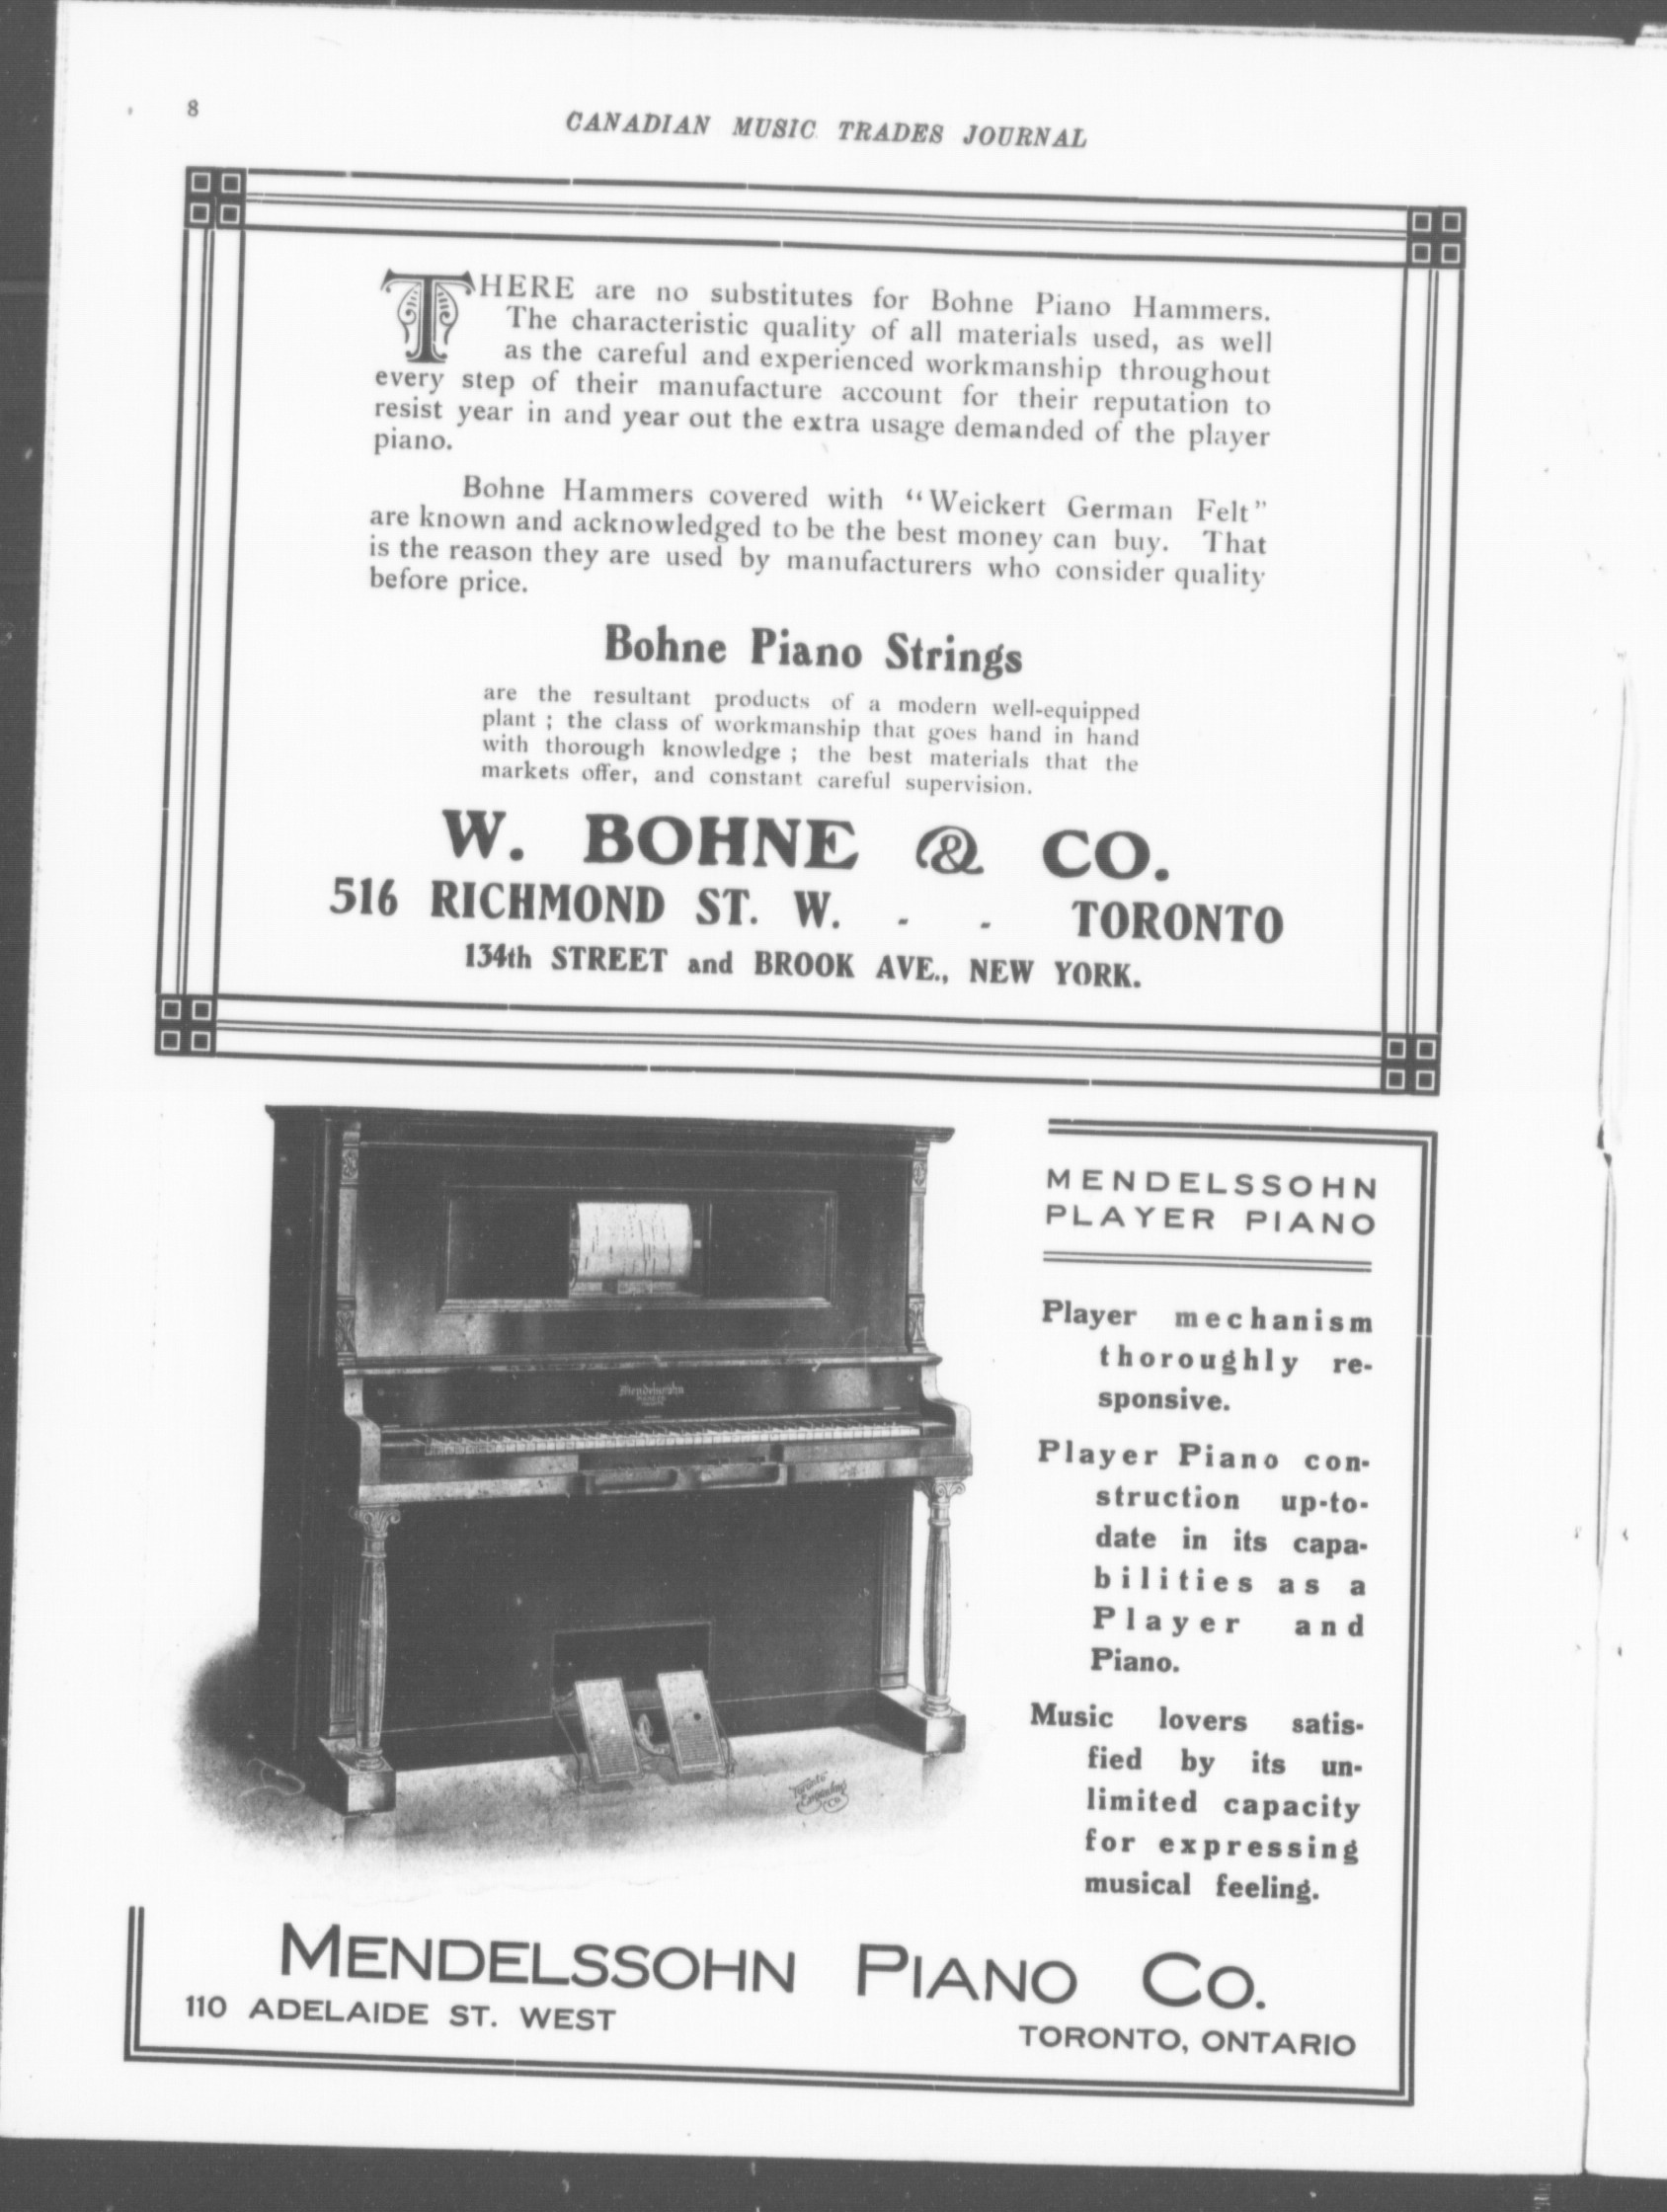 8
CANADIAN MUSIC TRADES JOURNAL
THERE are no substitutes for Bohne Piano Hammers.
The characteristic quality of all materials used, as well
as the careful and experienced workmanship throughout
every step of their manufacture account for their reputation to
resist year in and year out the extra usage demanded of the player
piano.
Bohne Hammers covered with "Weickert German Felt"
are known and acknowledged to be the best money can buy. That
is the reason they are used by manufacturers who consider quality
before price.
Bohne Piano Strings
are the resultant products of a modern well-equipped
plant ; the class of workmanship that goes hand in hand
with thorough knowledge ; the best materials that the
markets offer, and constant careful supervision.
W. BOHNE & CO.
516 RICHMOND ST. W. - - TORONTO
134th STREET and BROOK AVE., NEW YORK.
MENDELSSOHN
PLAYER PIANO
Player mechanism
thoroughly re-
sponsive.
Player Piano con-
struction up-to-
date in its capa-
bilities as a
Player and
Piano.
Music lovers satis-
fied by its un-
limited capacity
for expressing
musical feeling.
Mendelssohn
Toronto
Engraving
Co
MENDELSSOHN PIANO CO.
110 ADELAIDE ST. WEST
TORONTO, ONTARIO